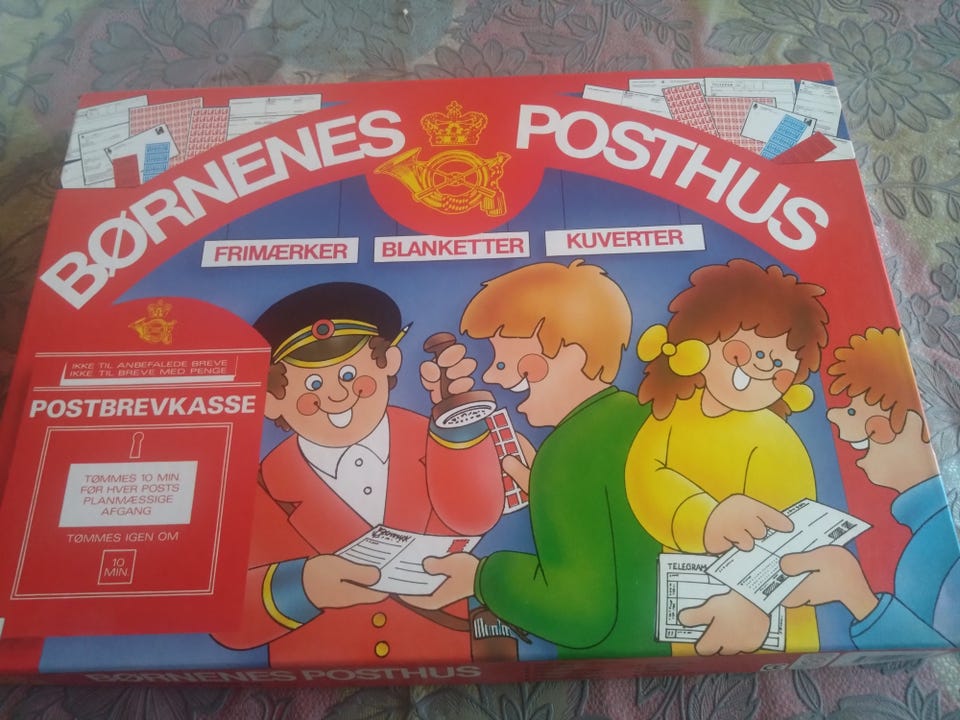 BØRNENES POSTHUS
FRIMÆRKER
BLANKETTER
KUVERTER
IKKE TIL ANBEFALEDE BREVE
IKKE TIL BREVE MED PENGE
POSTBREVKASSE
TØMMES 10 MIN
FØR HVER POSTS
PLANMÆSSIGE
AFGANG
TØMMES IGEN OM
10
MIN.
TELEGRAM
BØRNENES POSTHUS